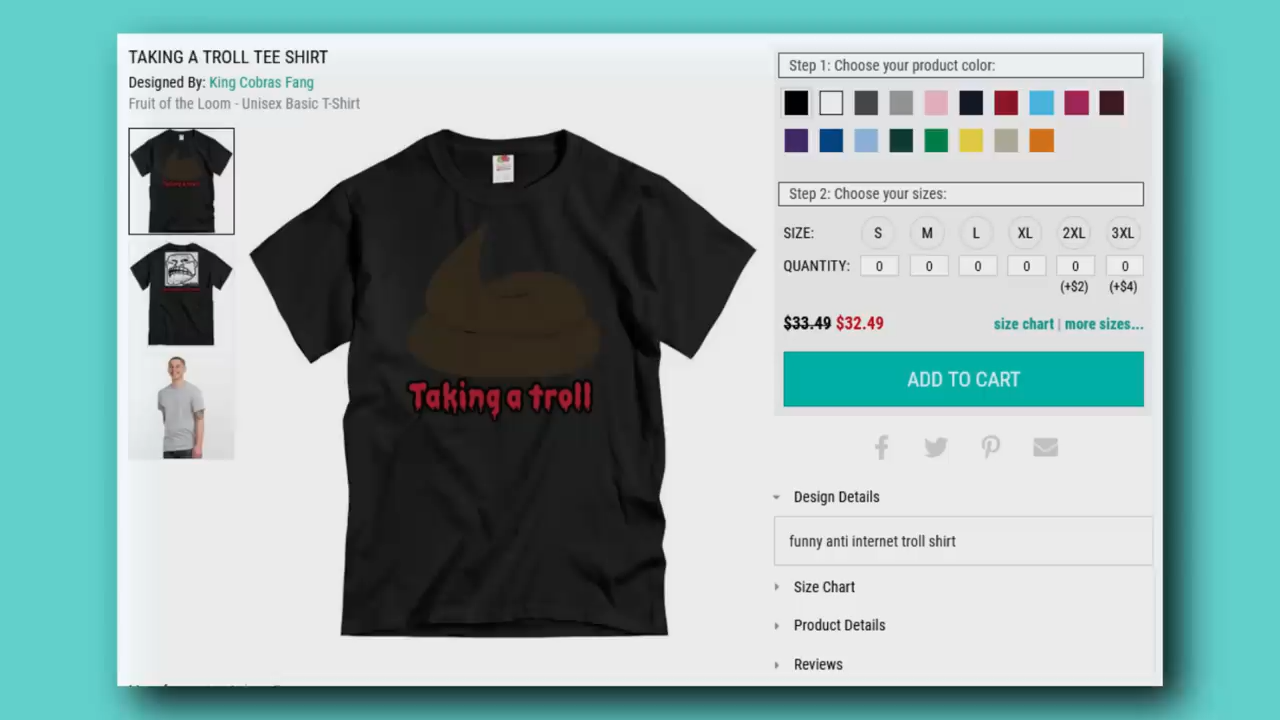 TAKING A TROLL TEE SHIRT
Designed By: King Cobras Fang
Fruit of the Loom - Unisex Basic T-Shirt
Taking a troll
Step 1: Choose your product color:
Step 2: Choose your sizes:
SIZE: S M L XL 2XL 3XL
QUANTITY: 0 0 0 0 0 0
(+$2) (+$4)
$33.49 $32.49 size chart | more sizes...
ADD TO CART
Design Details
funny anti internet troll shirt
Size Chart
Product Details
Reviews